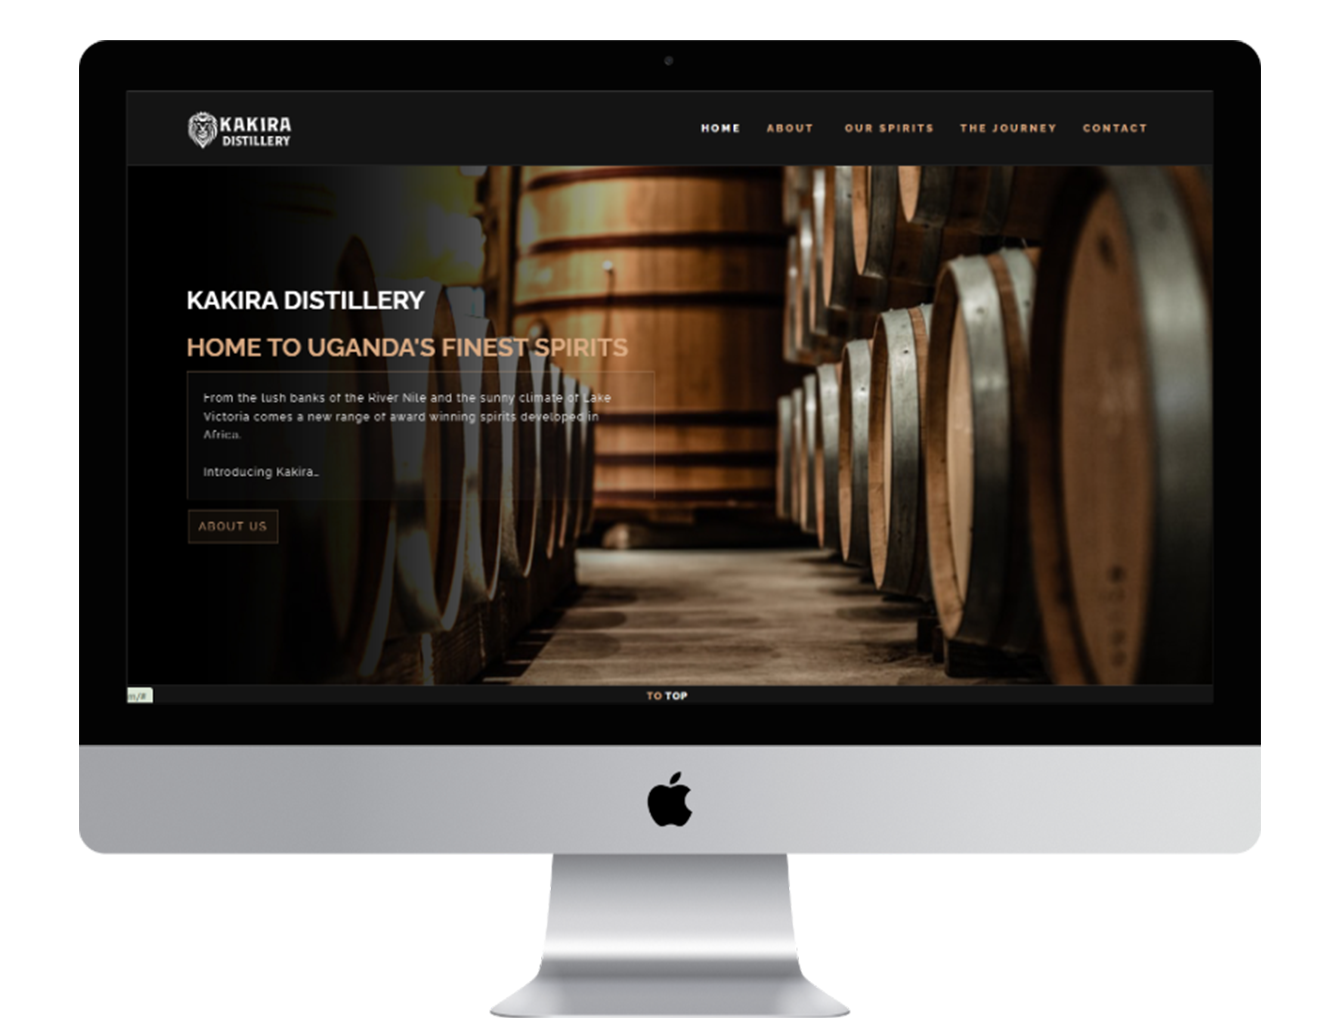 KAKIRA
DISTILLERY
HOME ABOUT OUR SPIRITS THE JOURNEY CONTACT
KAKIRA DISTILLERY
HOME TO UGANDA'S FINEST SPIRITS
From the lush banks of the River Nile and the sunny climate of Lake
Victoria comes a new range of award winning spirits developed in
Africa.
Introducing Kakira...
ABOUT US
m/#
TO TOP